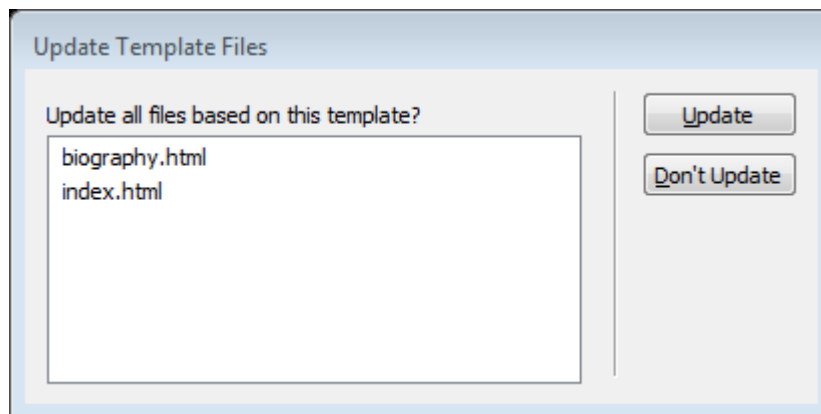 Update Template Files
Update all files based on this template?
biography.html
index.html
Update
Don't Update